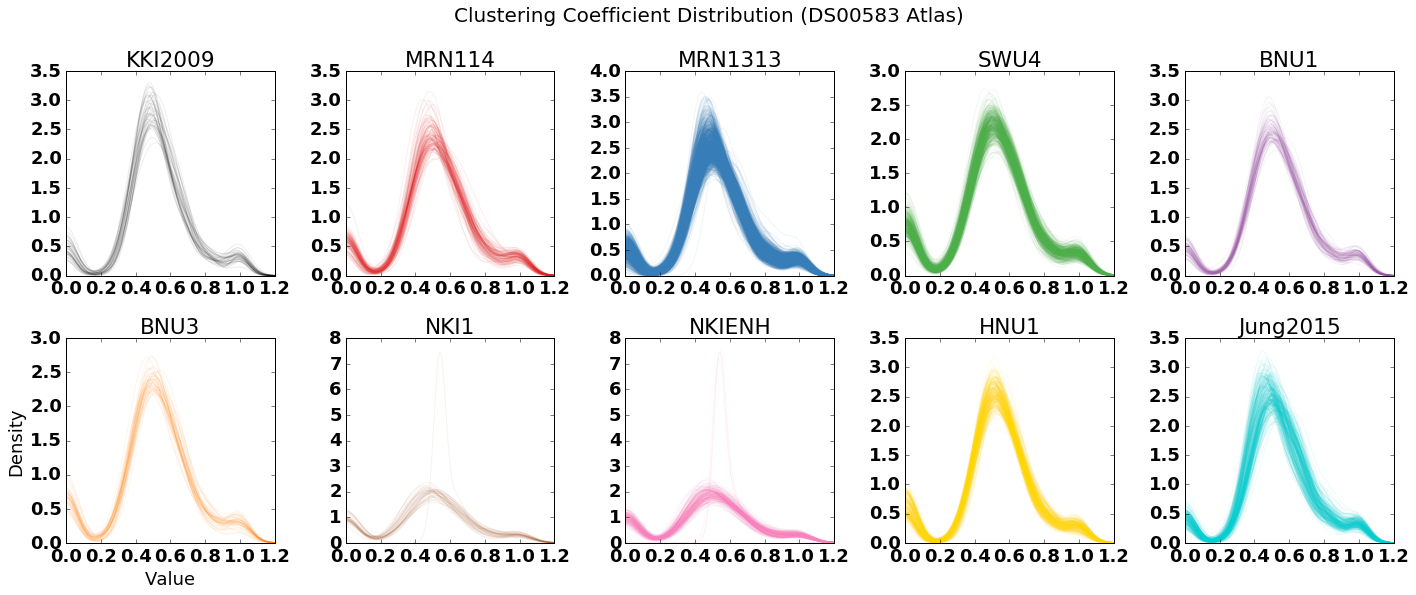 Clustering Coefficient Distribution (DS00583 Atlas)
KKI2009 MRN114 MRN1313 SWU4 BNU1
3.5 3.0 2.5 2.0 1.5 1.0 0.5 0.0
0.0 0.2 0.4 0.6 0.8 1.0 1.2
3.5 3.0 2.5 2.0 1.5 1.0 0.5 0.0
0.0 0.2 0.4 0.6 0.8 1.0 1.2
4.0 3.5 3.0 2.5 2.0 1.5 1.0 0.5 0.0
0.0 0.2 0.4 0.6 0.8 1.0 1.2
3.0 2.5 2.0 1.5 1.0 0.5 0.0
0.0 0.2 0.4 0.6 0.8 1.0 1.2
3.5 3.0 2.5 2.0 1.5 1.0 0.5 0.0
0.0 0.2 0.4 0.6 0.8 1.0 1.2
BNU3 NKI1 NKIENH HNU1 Jung2015
Density
3.0 2.5 2.0 1.5 1.0 0.5 0.0
0.0 0.2 0.4 0.6 0.8 1.0 1.2
Value
8 7 6 5 4 3 2 1 0
0.0 0.2 0.4 0.6 0.8 1.0 1.2
8 7 6 5 4 3 2 1 0
0.0 0.2 0.4 0.6 0.8 1.0 1.2
3.5 3.0 2.5 2.0 1.5 1.0 0.5 0.0
0.0 0.2 0.4 0.6 0.8 1.0 1.2
3.5 3.0 2.5 2.0 1.5 1.0 0.5 0.0
0.0 0.2 0.4 0.6 0.8 1.0 1.2